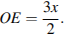 OE = 3x/2.